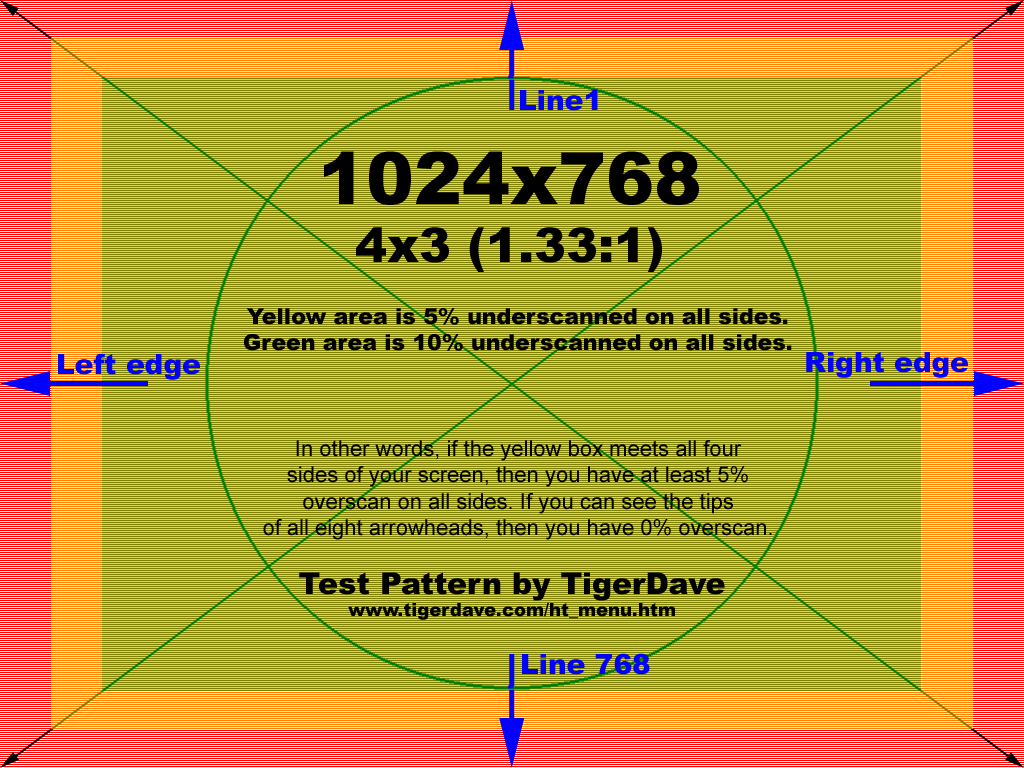 Line1
1024x768
4x3 (1.33:1)
Yellow area is 5% underscanned on all sides.
Green area is 10% underscanned on all sides.
Left edge
Right edge
In other words, if the yellow box meets all four
sides of your screen, then you have at least 5%
overscan on all sides. If you can see the tips
of all eight arrowheads, then you have 0% overscan.
Test Pattern by TigerDave
www.tigerdave.com/ht_menu.htm
Line 768